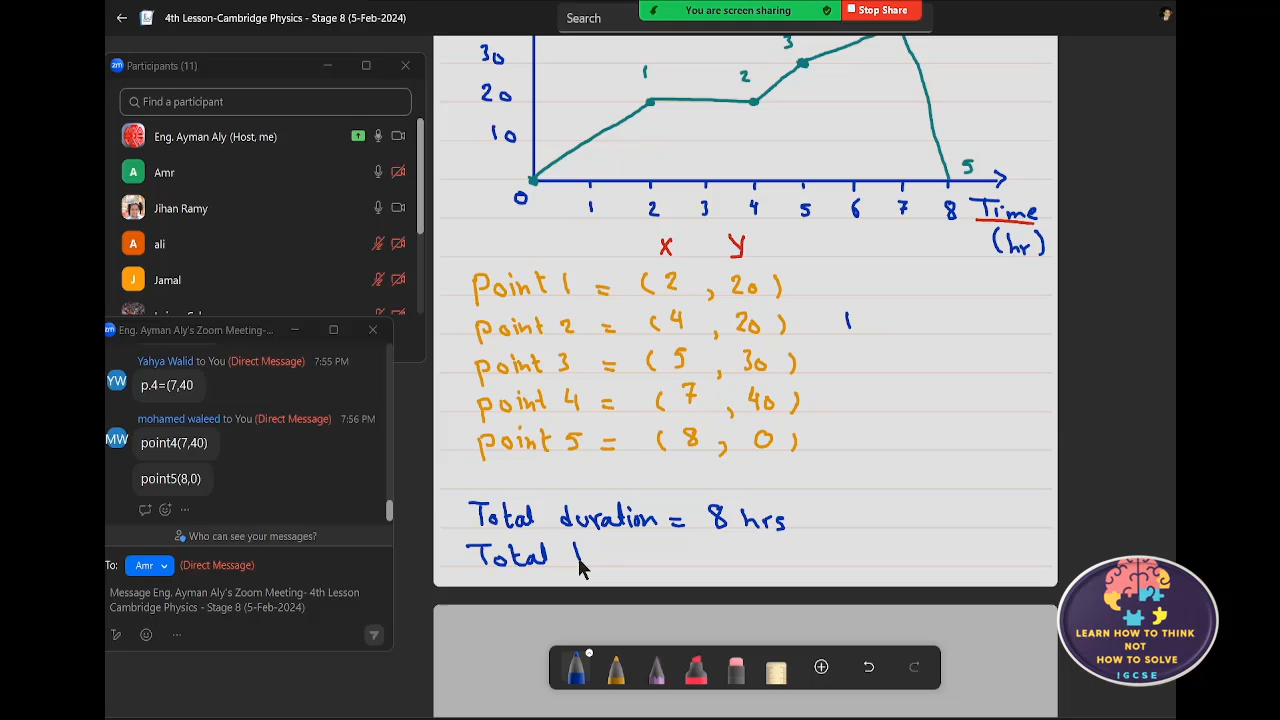 4th Lesson-Cambridge Physics - Stage 8 (5-Feb-2024)
Search
You are screen sharing
Stop Share
zm Participants (11)
Find a participant
Eng. Ayman Aly (Host, me)
A Amr
Jihan Ramy
A ali
J Jamal
zm Eng. Ayman Aly's Zoom Meeting-...
Yahya Walid to You (Direct Message) 7:55 PM
YW p.4=(7,40
mohamed waleed to You (Direct Message) 7:56 PM
MW point4(7,40)
point5(8,0)
Who can see your messages?
To: Amr (Direct Message)
Message Eng. Ayman Aly's Zoom Meeting- 4th Lesson
Cambridge Physics - Stage 8 (5-Feb-2024)
30
20
10
1
2
3
5
0 1 2 3 4 5 6 7 8 Time
(hr)
x y
point 1 = (2, 20)
point 2 = (4, 20)
point 3 = (5, 30)
point 4 = (7, 40)
point 5 = (8, 0)
Total duration = 8 hrs
Total
LEARN HOW TO THINK
NOT
HOW TO SOLVE
IGCSE